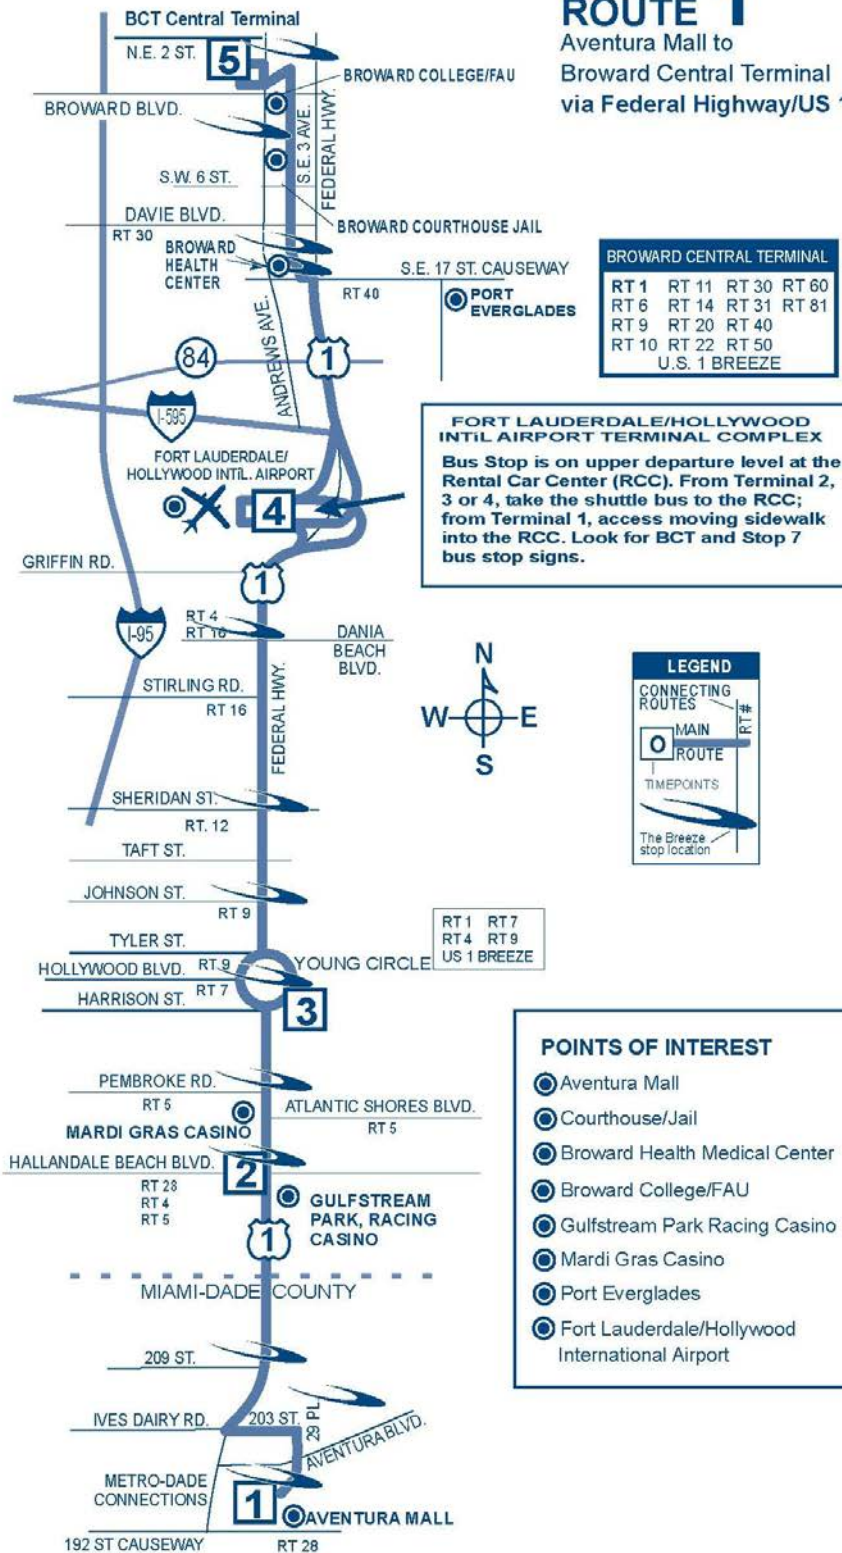 ROUTE 1
Aventura Mall to
Broward Central Terminal
via Federal Highway/US 1
BCT Central Terminal
N.E. 2 ST.
5
BROWARD COLLEGE/FAU
BROWARD BLVD.
S.E. 3 AVE.
FEDERAL HWY.
S.W. 6 ST.
DAVIE BLVD.
RT 30
BROWARD COURTHOUSE JAIL
BROWARD
HEALTH
CENTER
S.E. 17 ST. CAUSEWAY
RT 40
PORT
EVERGLADES
ANDREWS AVE.
84
1
I-595
BROWARD CENTRAL TERMINAL
RT 1 RT 11 RT 30 RT 60
RT 6 RT 14 RT 31 RT 81
RT 9 RT 20 RT 40
RT 10 RT 22 RT 50
U.S. 1 BREEZE
FORT LAUDERDALE/
HOLLYWOOD INT'L. AIRPORT
4
FORT LAUDERDALE/HOLLYWOOD
INT'L AIRPORT TERMINAL COMPLEX
Bus Stop is on upper departure level at the
Rental Car Center (RCC). From Terminal 2,
3 or 4, take the shuttle bus to the RCC;
from Terminal 1, access moving sidewalk
into the RCC. Look for BCT and Stop 7
bus stop signs.
GRIFFIN RD.
1
I-95
RT 4
RT 16
DANIA
BEACH
BLVD.
STIRLING RD.
RT 16
FEDERAL HWY.
N
W E
S
LEGEND
CONNECTING
ROUTES
RT #
O
MAIN
ROUTE
TIMEPOINTS
The Breeze
stop location
SHERIDAN ST.
RT. 12
TAFT ST.
JOHNSON ST.
RT 9
TYLER ST.
HOLLYWOOD BLVD.
RT 9
RT 7
HARRISON ST.
YOUNG CIRCLE
3
RT 1 RT 7
RT 4 RT 9
US 1 BREEZE
PEMBROKE RD.
RT 5
MARDI GRAS CASINO
ATLANTIC SHORES BLVD.
RT 5
HALLANDALE BEACH BLVD.
2
RT 28
RT 4
RT 5
GULFSTREAM
PARK, RACING
CASINO
1
MIAMI-DADE COUNTY
209 ST.
IVES DAIRY RD.
203 ST.
29 PL.
AVENTURA BLVD.
METRO-DADE
CONNECTIONS
1
AVENTURA MALL
192 ST CAUSEWAY
RT 28
POINTS OF INTEREST
Aventura Mall
Courthouse/Jail
Broward Health Medical Center
Broward College/FAU
Gulfstream Park Racing Casino
Mardi Gras Casino
Port Everglades
Fort Lauderdale/Hollywood
International Airport